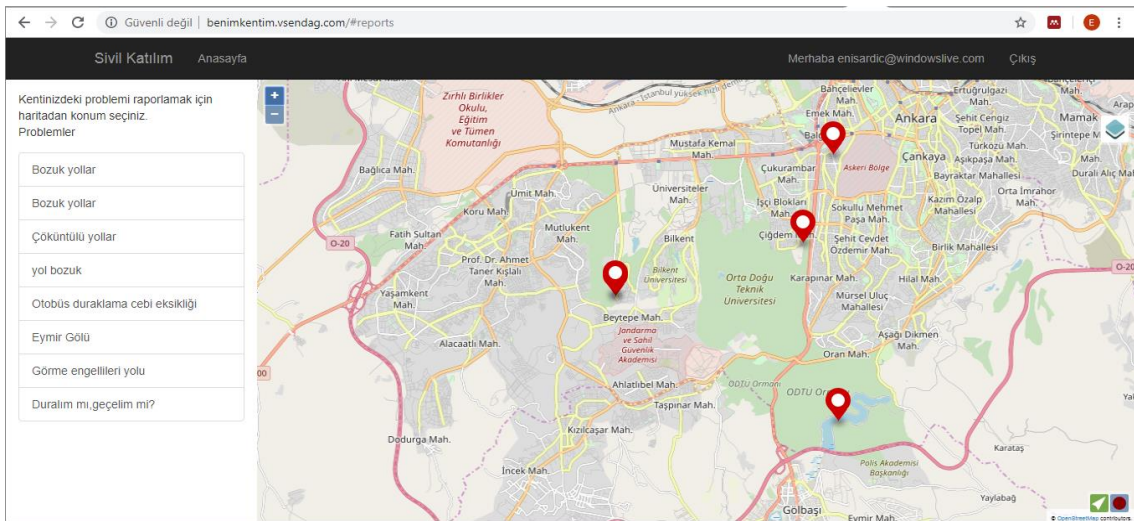 Güvenli değil | benimkentim.vsendag.com/#reports
E
Sivil Katılım Anasayfa
Merhaba enisardic@windowslive.com Çıkış
Kentinizdeki problemi raporlamak için
haritadan konum seçiniz.
Problemler
Bozuk yollar
Bozuk yollar
Çöküntülü yollar
yol bozuk
Otobüs duraklama cebi eksikliği
Eymir Gölü
Görme engellileri yolu
Duralım mı,geçelim mi?
+
−
Zırhlı Birlikler
Okulu,
Eğitim
ve Tümen
Komutanlığı
Ankara - İstanbul yüksek hızlı
Bahçelievler
Mah.
Emek Mah.
Ertuğrulgazi
Mah.
Ankara
Şehit Cengiz
Topel Mah.
Mamak
Türközü Mah.
Mustafa Kemal
Mah.
Askeri Bölge
Çankaya
Aşıkpaşa Mah.
Bayraktar Mahallesi
Bağlıca Mah.
Çukurambar
Mah.
Ümit Mah.
Üniversiteler
Mah.
Orta İmrahor
Mah.
Kazım Özalp
Mahallesi
İşçi Blokları
Mah.
Sokullu Mehmet
Paşa Mah.
Koru Mah.
Mutlukent
Mah.
Fatih Sultan
Mah.
O-20
Bilkent
Çiğdem
Şehit Cevdet
Özdemir Mah.
Birlik Mahallesi
Prof. Dr. Ahmet
Taner Kışlalı
Mah.
Bilkent
Üniversitesi
Orta Doğu
Teknik
Üniversitesi
Karapınar Mah.
Hilal Mah.
O-20
Yaşamkent
Mah.
Mürsel Uluç
Mahallesi
Beytepe Mah.
Jandarma
ve Sahil
Güvenlik
Akademisi
Alacaatlı Mah.
Aşağı Dikmen
Mah.
Oran Mah.
Ahlatlıbel Mah.
ODTÜ Ormanı
ODTÜ
Taşpınar Mah.
Kızılcaşar Mah.
Dodurga Mah.
Karataş
İncek Mah.
Polis Akademisi
Başkanlığı
Yaylabağ
Gölbaşı
Eymir Mah.
© OpenStreetMap contributors.